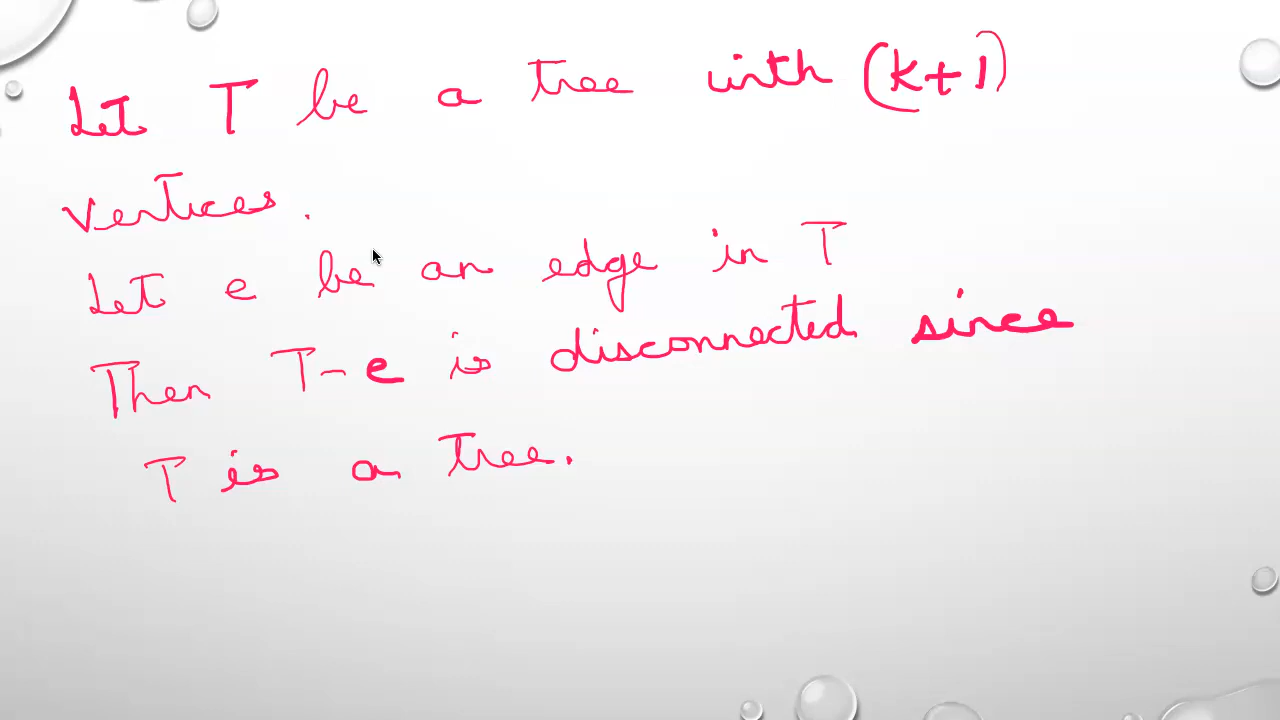 Let T be a tree with (k+1)
vertices.
Let e be an edge in T
Then T-e is disconnected since
T is a tree.